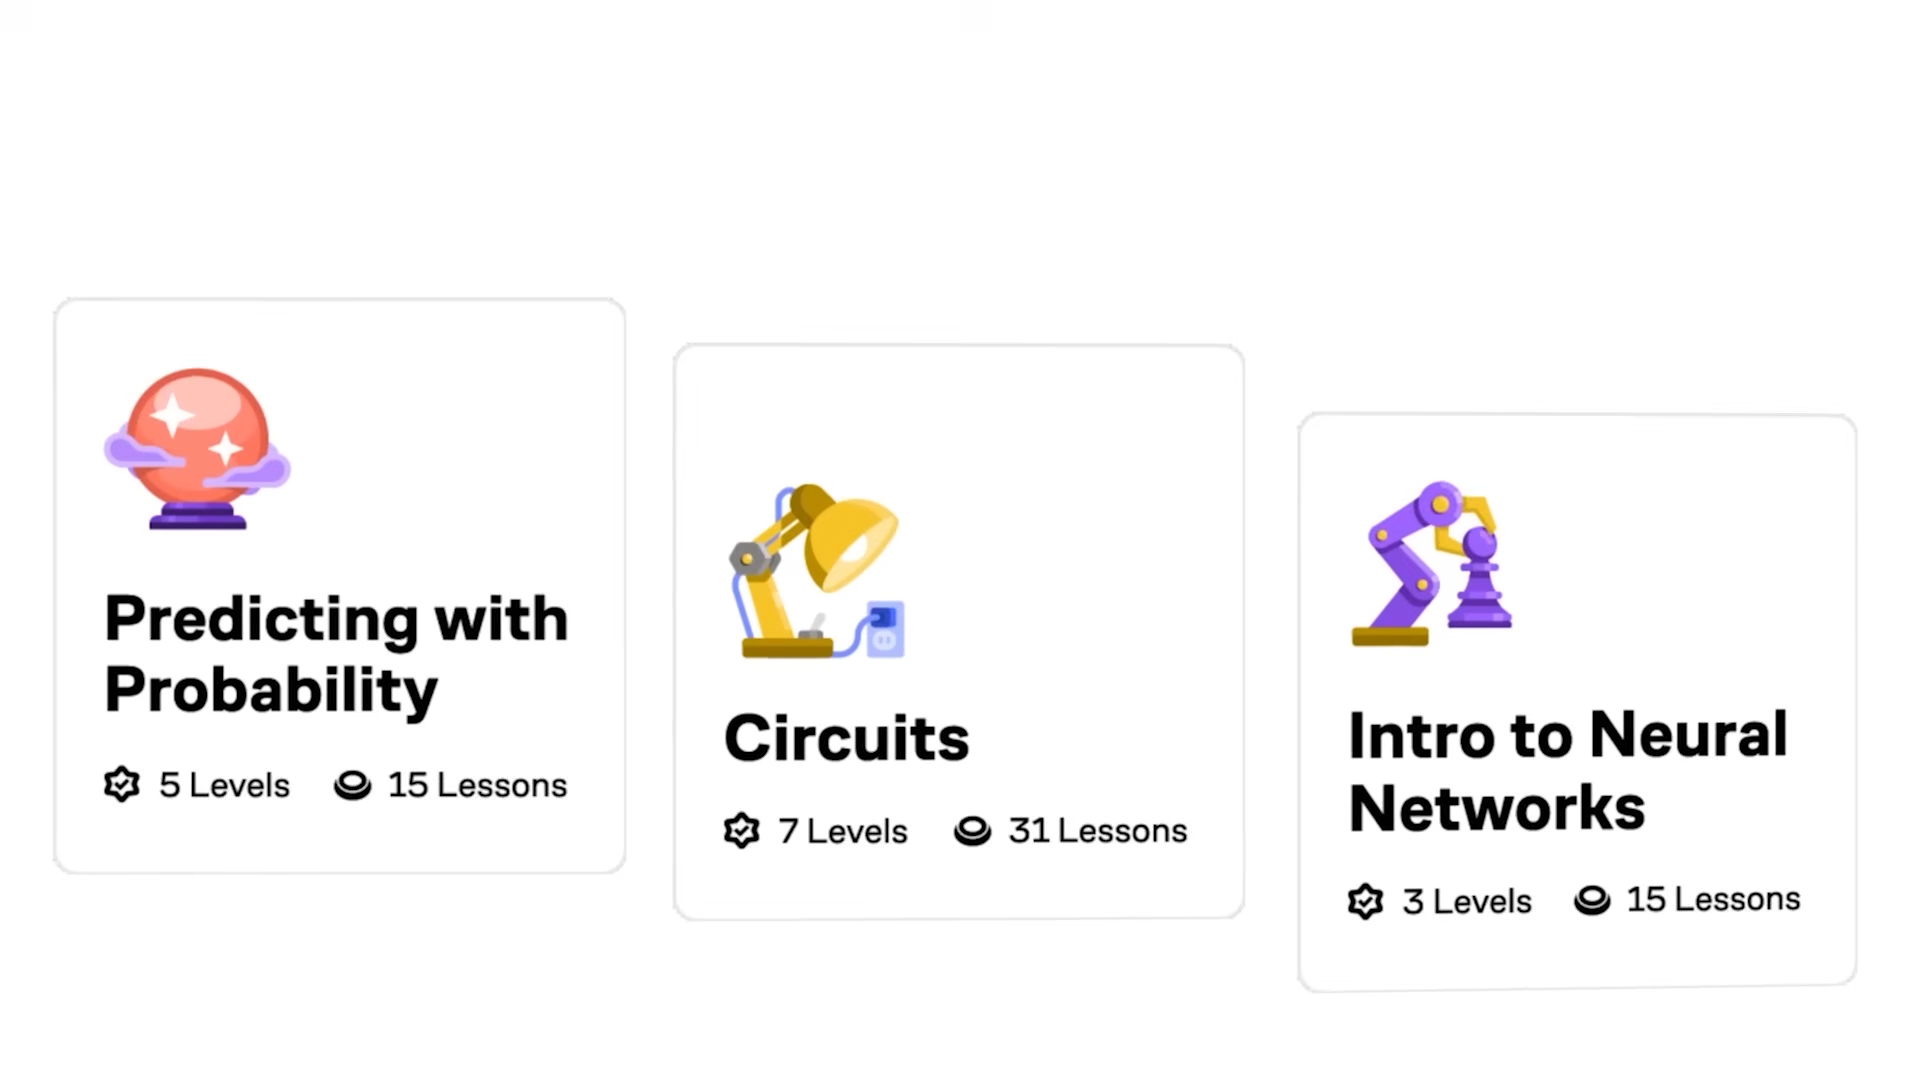 Predicting with
Probability
5 Levels 15 Lessons
Circuits
7 Levels 31 Lessons
Intro to Neural
Networks
3 Levels 15 Lessons